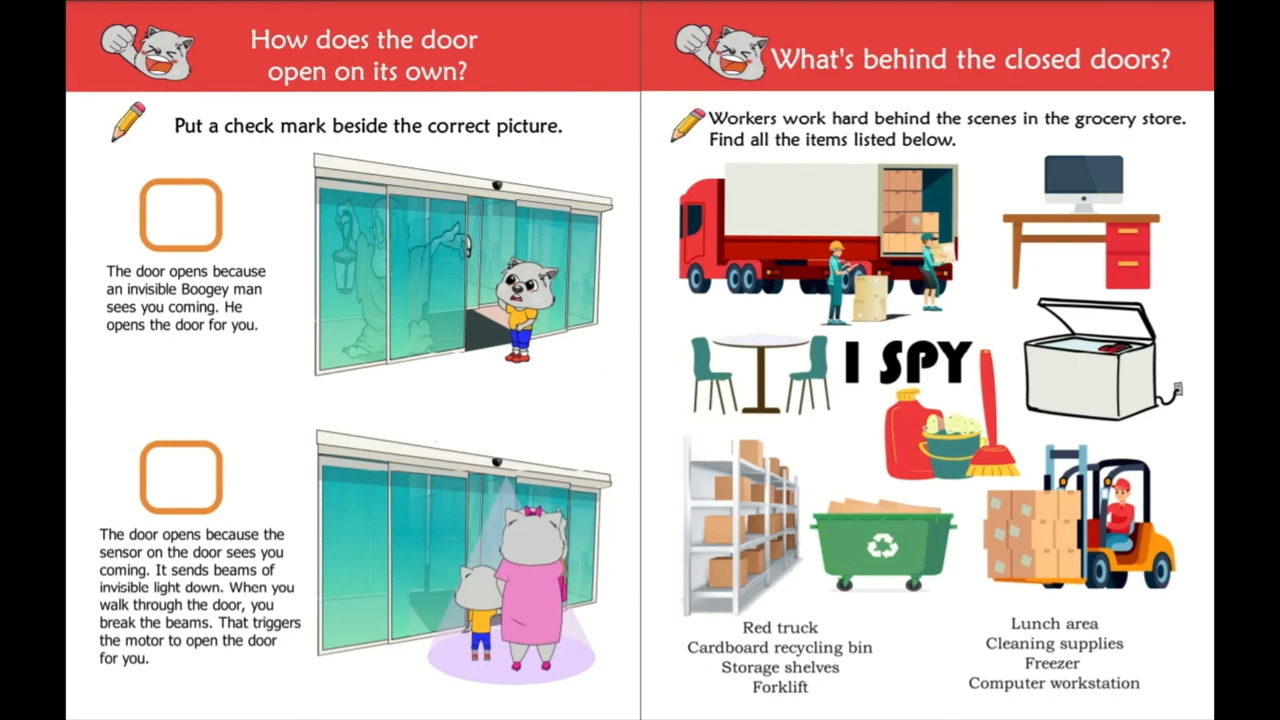 How does the door
open on its own?
Put a check mark beside the correct picture.
The door opens because
an invisible Boogey man
sees you coming. He
opens the door for you.
The door opens because the
sensor on the door sees you
coming. It sends beams of
invisible light down. When you
walk through the door, you
break the beams. That triggers
the motor to open the door
for you.
What's behind the closed doors?
Workers work hard behind the scenes in the grocery store.
Find all the items listed below.
I SPY
Red truck
Cardboard recycling bin
Storage shelves
Forklift
Lunch area
Cleaning supplies
Freezer
Computer workstation